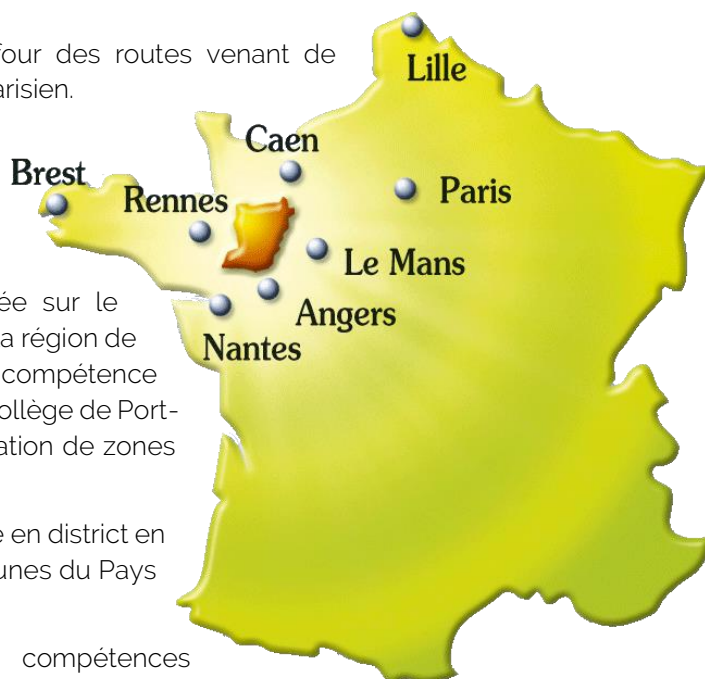 four des routes venant de
arisien.
Lille
Caen
Brest
Rennes
Paris
Le Mans
Angers
Nantes
ée sur le
a région de
compétence
ollège de Port-
ation de zones
e en district en
unes du Pays
compétences